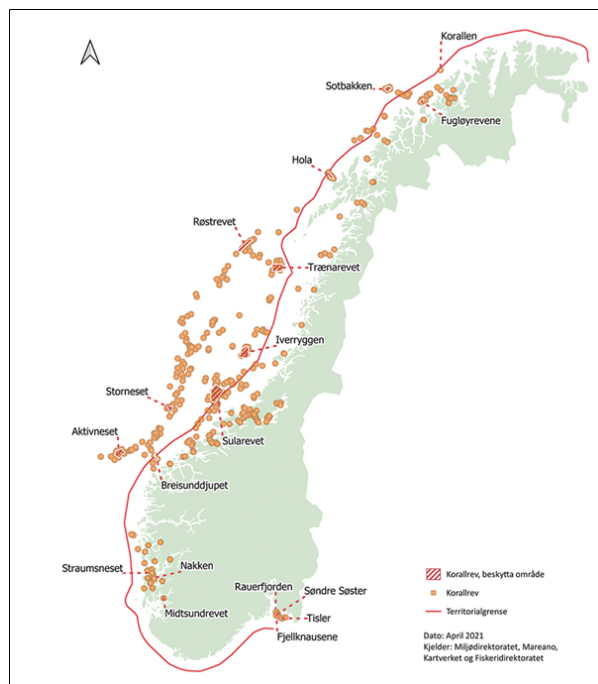 Korallen
Sotbakken
Fugløyrevene
Hola
Røstrevet
Trænarevet
Iverryggen
Storneset
Aktivneset
Sularevet
Breisunddjupet
Straumsneset
Nakken
Midtsundrevet
Rauerfjorden
Søndre Søster
Tisler
Fjellknausene
Korallrev, beskytta område
Korallrev
Territorialgrense
Dato: April 2021
Kjelder: Miljødirektoratet, Mareano,
Kartverket og Fiskeridirektoratet